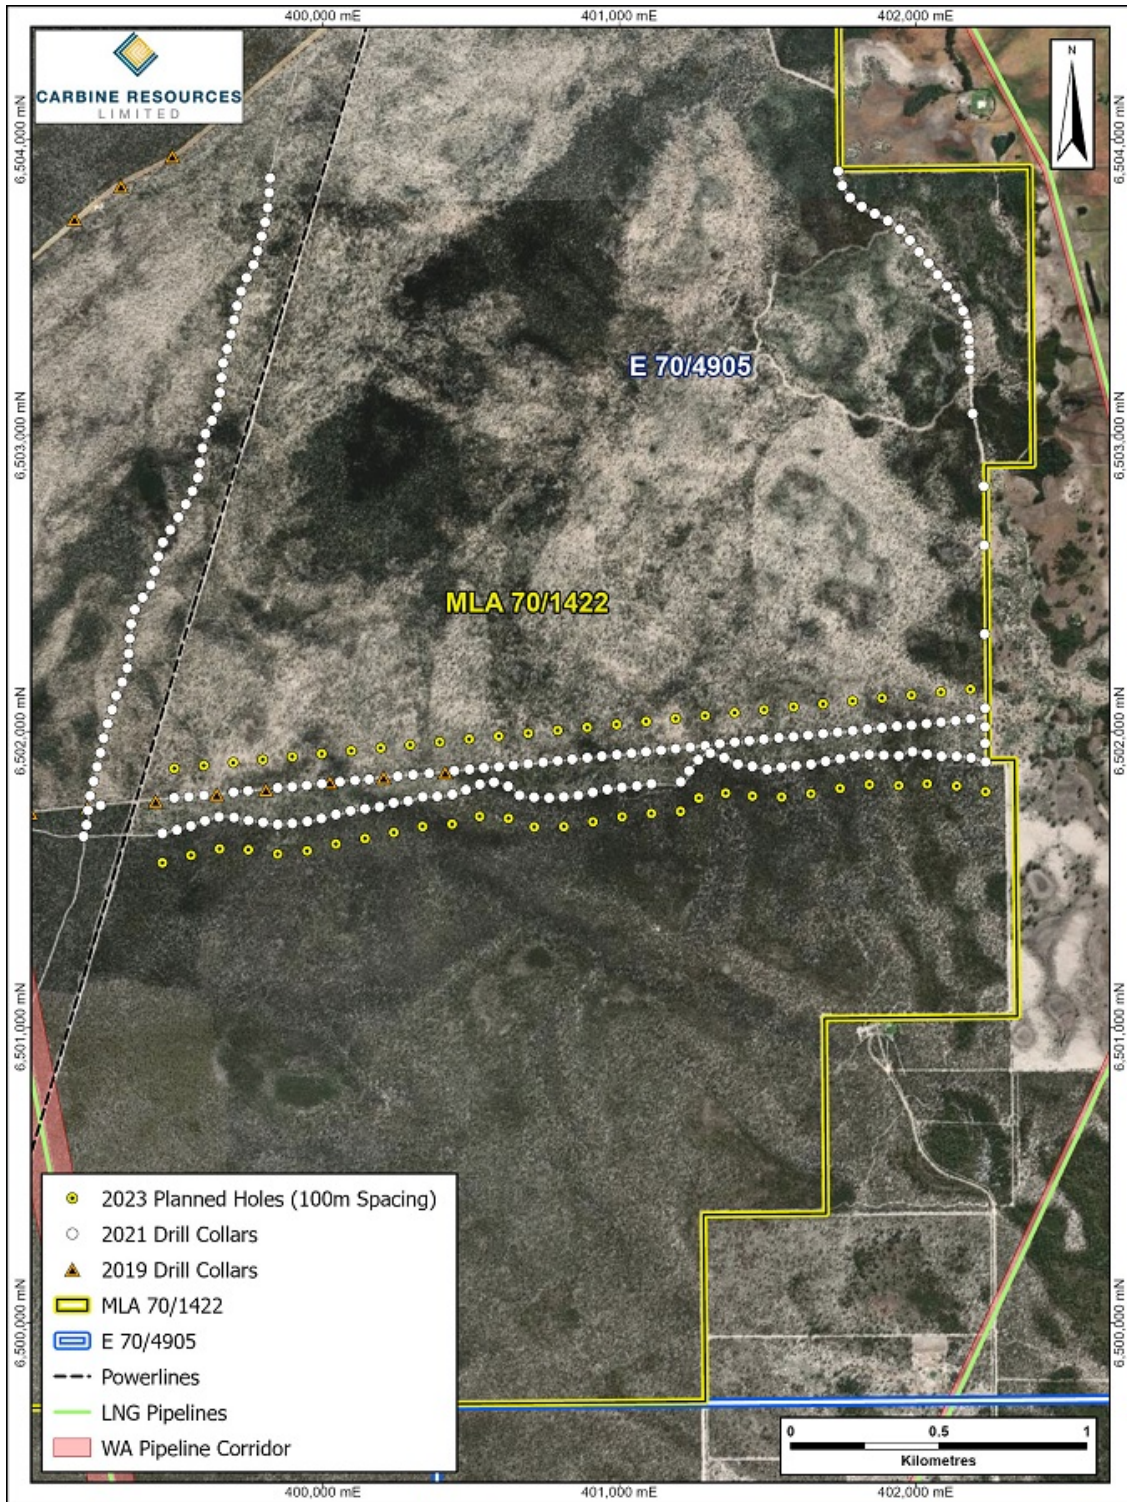 400,000 mE
401,000 mE
402,000 mE
CARBINE RESOURCES
LIMITED
N
6,504,000 mN
6,504,000 mN
E 70/4905
6,503,000 mN
6,503,000 mN
MLA 70/1422
6,502,000 mN
6,502,000 mN
6,501,000 mN
6,501,000 mN
2023 Planned Holes (100m Spacing)
2021 Drill Collars
2019 Drill Collars
MLA 70/1422
E 70/4905
Powerlines
LNG Pipelines
WA Pipeline Corridor
6,500,000 mN
6,500,000 mN
0
0.5
1
Kilometres
400,000 mE
401,000 mE
402,000 mE